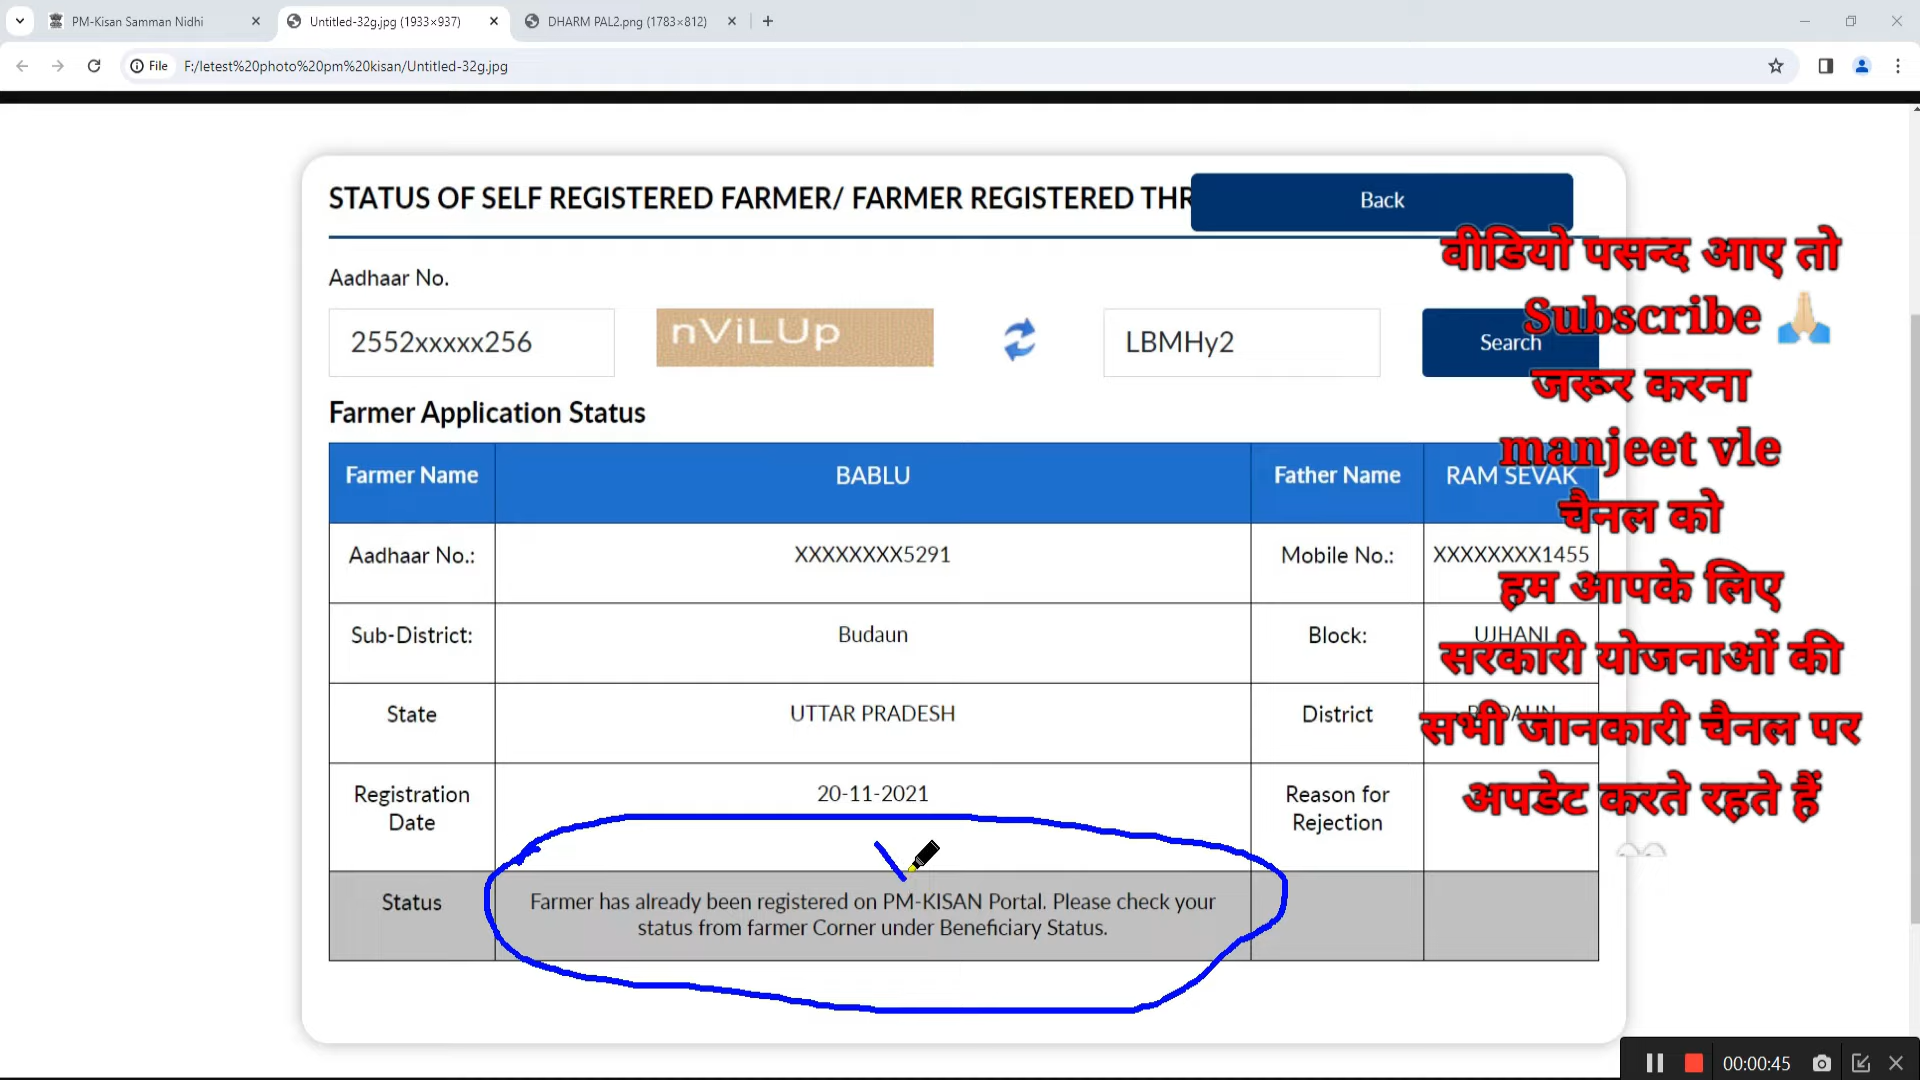 PM-Kisan Samman Nidhi
Untitled-32g.jpg (1933×937)
DHARM PAL2.png (1783×812)
File
F:/letest%20photo%20pm%20kisan/Untitled-32g.jpg
STATUS OF SELF REGISTERED FARMER/ FARMER REGISTERED THR
Back
वीडियो पसन्द आए तो
Subscribe 🙏🏻
जरूर करना
manjeet vle
चैनल को
हम आपके लिए
सरकारी योजनाओं की
सभी जानकारी चैनल पर
अपडेट करते रहते हैं
Aadhaar No.
2552xxxxx256
nViLUp
LBMHy2
Search
Farmer Application Status
Farmer Name
BABLU
Father Name
RAM SEVAK
Aadhaar No.:
XXXXXXXX5291
Mobile No.:
XXXXXXXX1455
Sub-District:
Budaun
Block:
UJHANI
State
UTTAR PRADESH
District
Registration
Date
20-11-2021
Reason for
Rejection
Status
Farmer has already been registered on PM-KISAN Portal. Please check your
status from farmer Corner under Beneficiary Status.
00:00:45